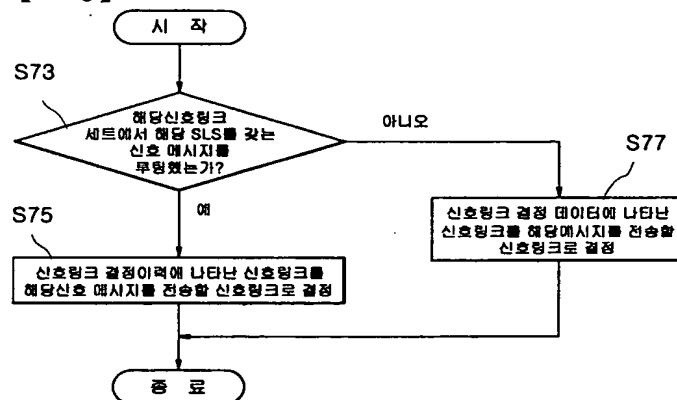 시 작
S73
해당신호링크
세트에서 해당 SLS를 갖는
신호 메시지를
루팅했는가?
아니오
S77
신호링크 결정 데이터에 나타난
신호링크를 해당메시지를 전송할
신호링크로 결정
예
S75
신호링크 결정이력에 나타난 신호링크를
해당신호 메시지를 전송할 신호링크로 결정
종 료